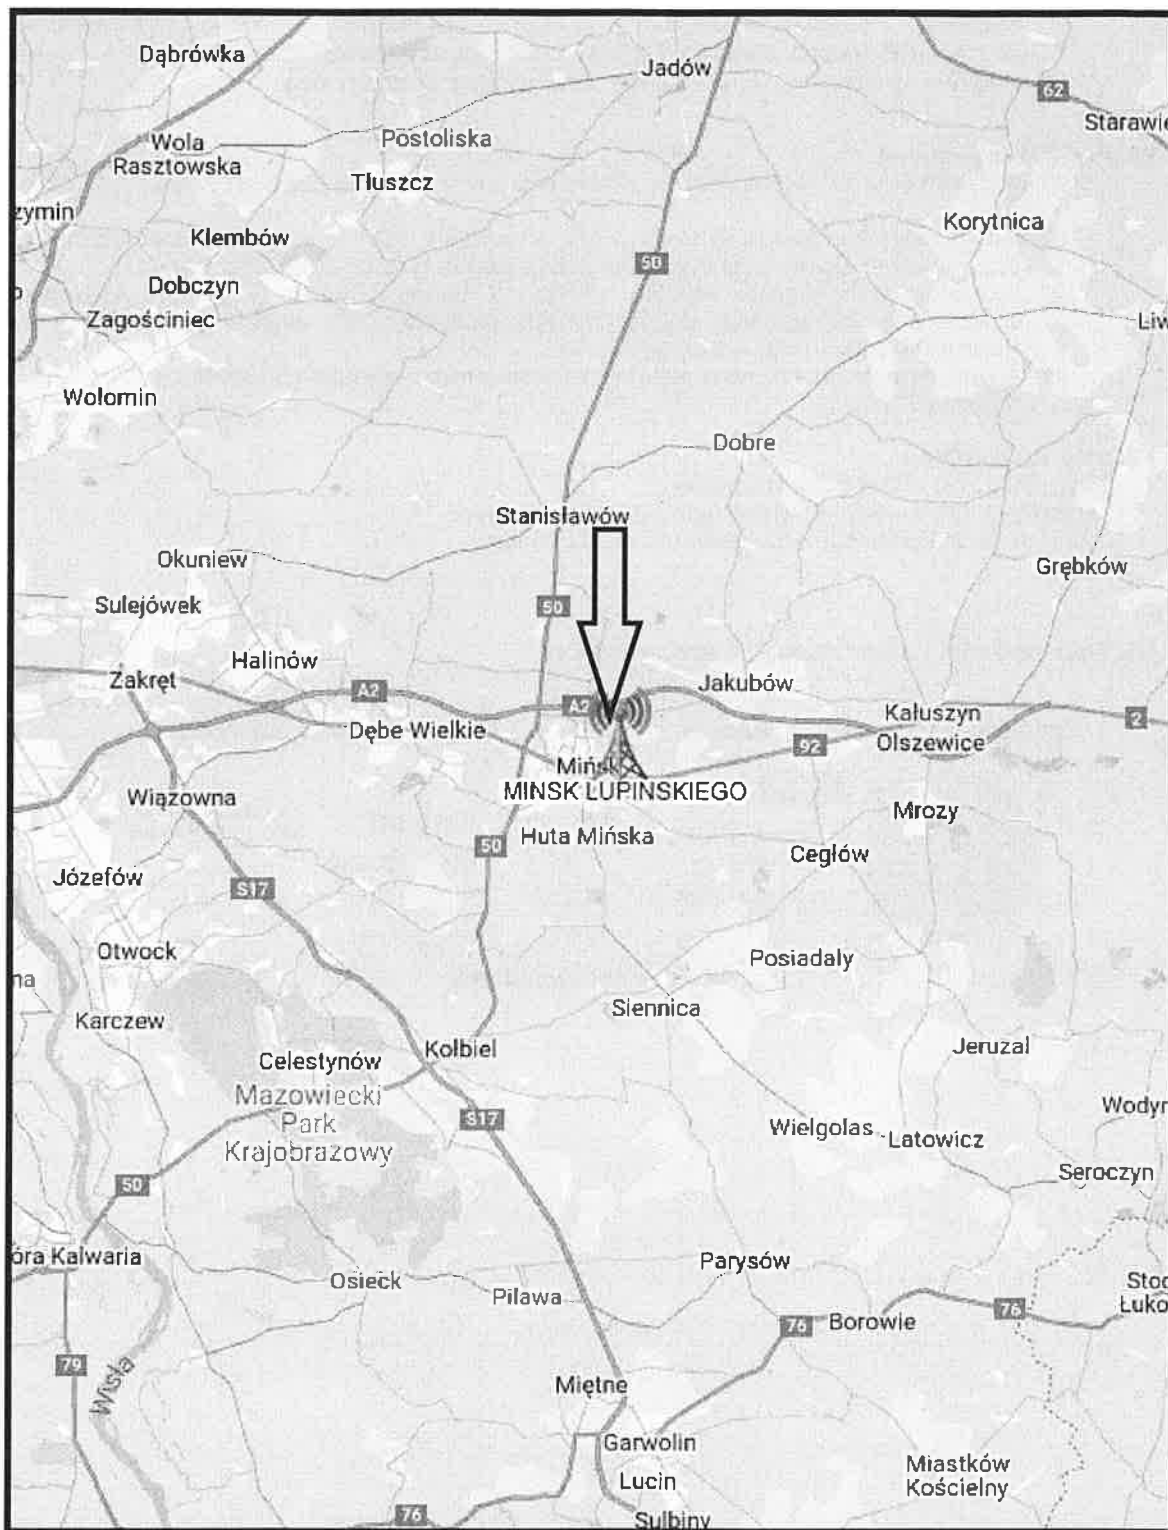 Dąbrówka
Jadów
62
Starawie
Wola
Rasztowska
Postoliska
Tłuszcz
zymin
Korytnica
Klembów
50
Dobczyn
Zagościniec
Liw
Wołomin
Dobre
Stanisławów
Okuniew
Grębków
Sulejówek
50
Halinów
Zakręt
A2
A2
Jakubów
Kałuszyn
2
Dębe Wielkie
92
Olszewice
Mińsk
MINSK LUPINSKIEGO
Wiązowna
Mrozy
Huta Mińska
50
Cegłów
Józefów
S17
Otwock
Posiadały
na
Siennica
Karczew
Kołbiel
Jeruzal
Celestynów
Mazowiecki
Park
Krajobrazowy
S17
Wodyn
Wielgolas
Latowicz
Seroczyn
50
óra Kalwaria
Parysów
Osieck
Pilawa
Stoc
Łuko
76
76
Borowie
79
Wisła
Miętne
Garwolin
Lucin
Miastków
Kościelny
76
Sulbiny